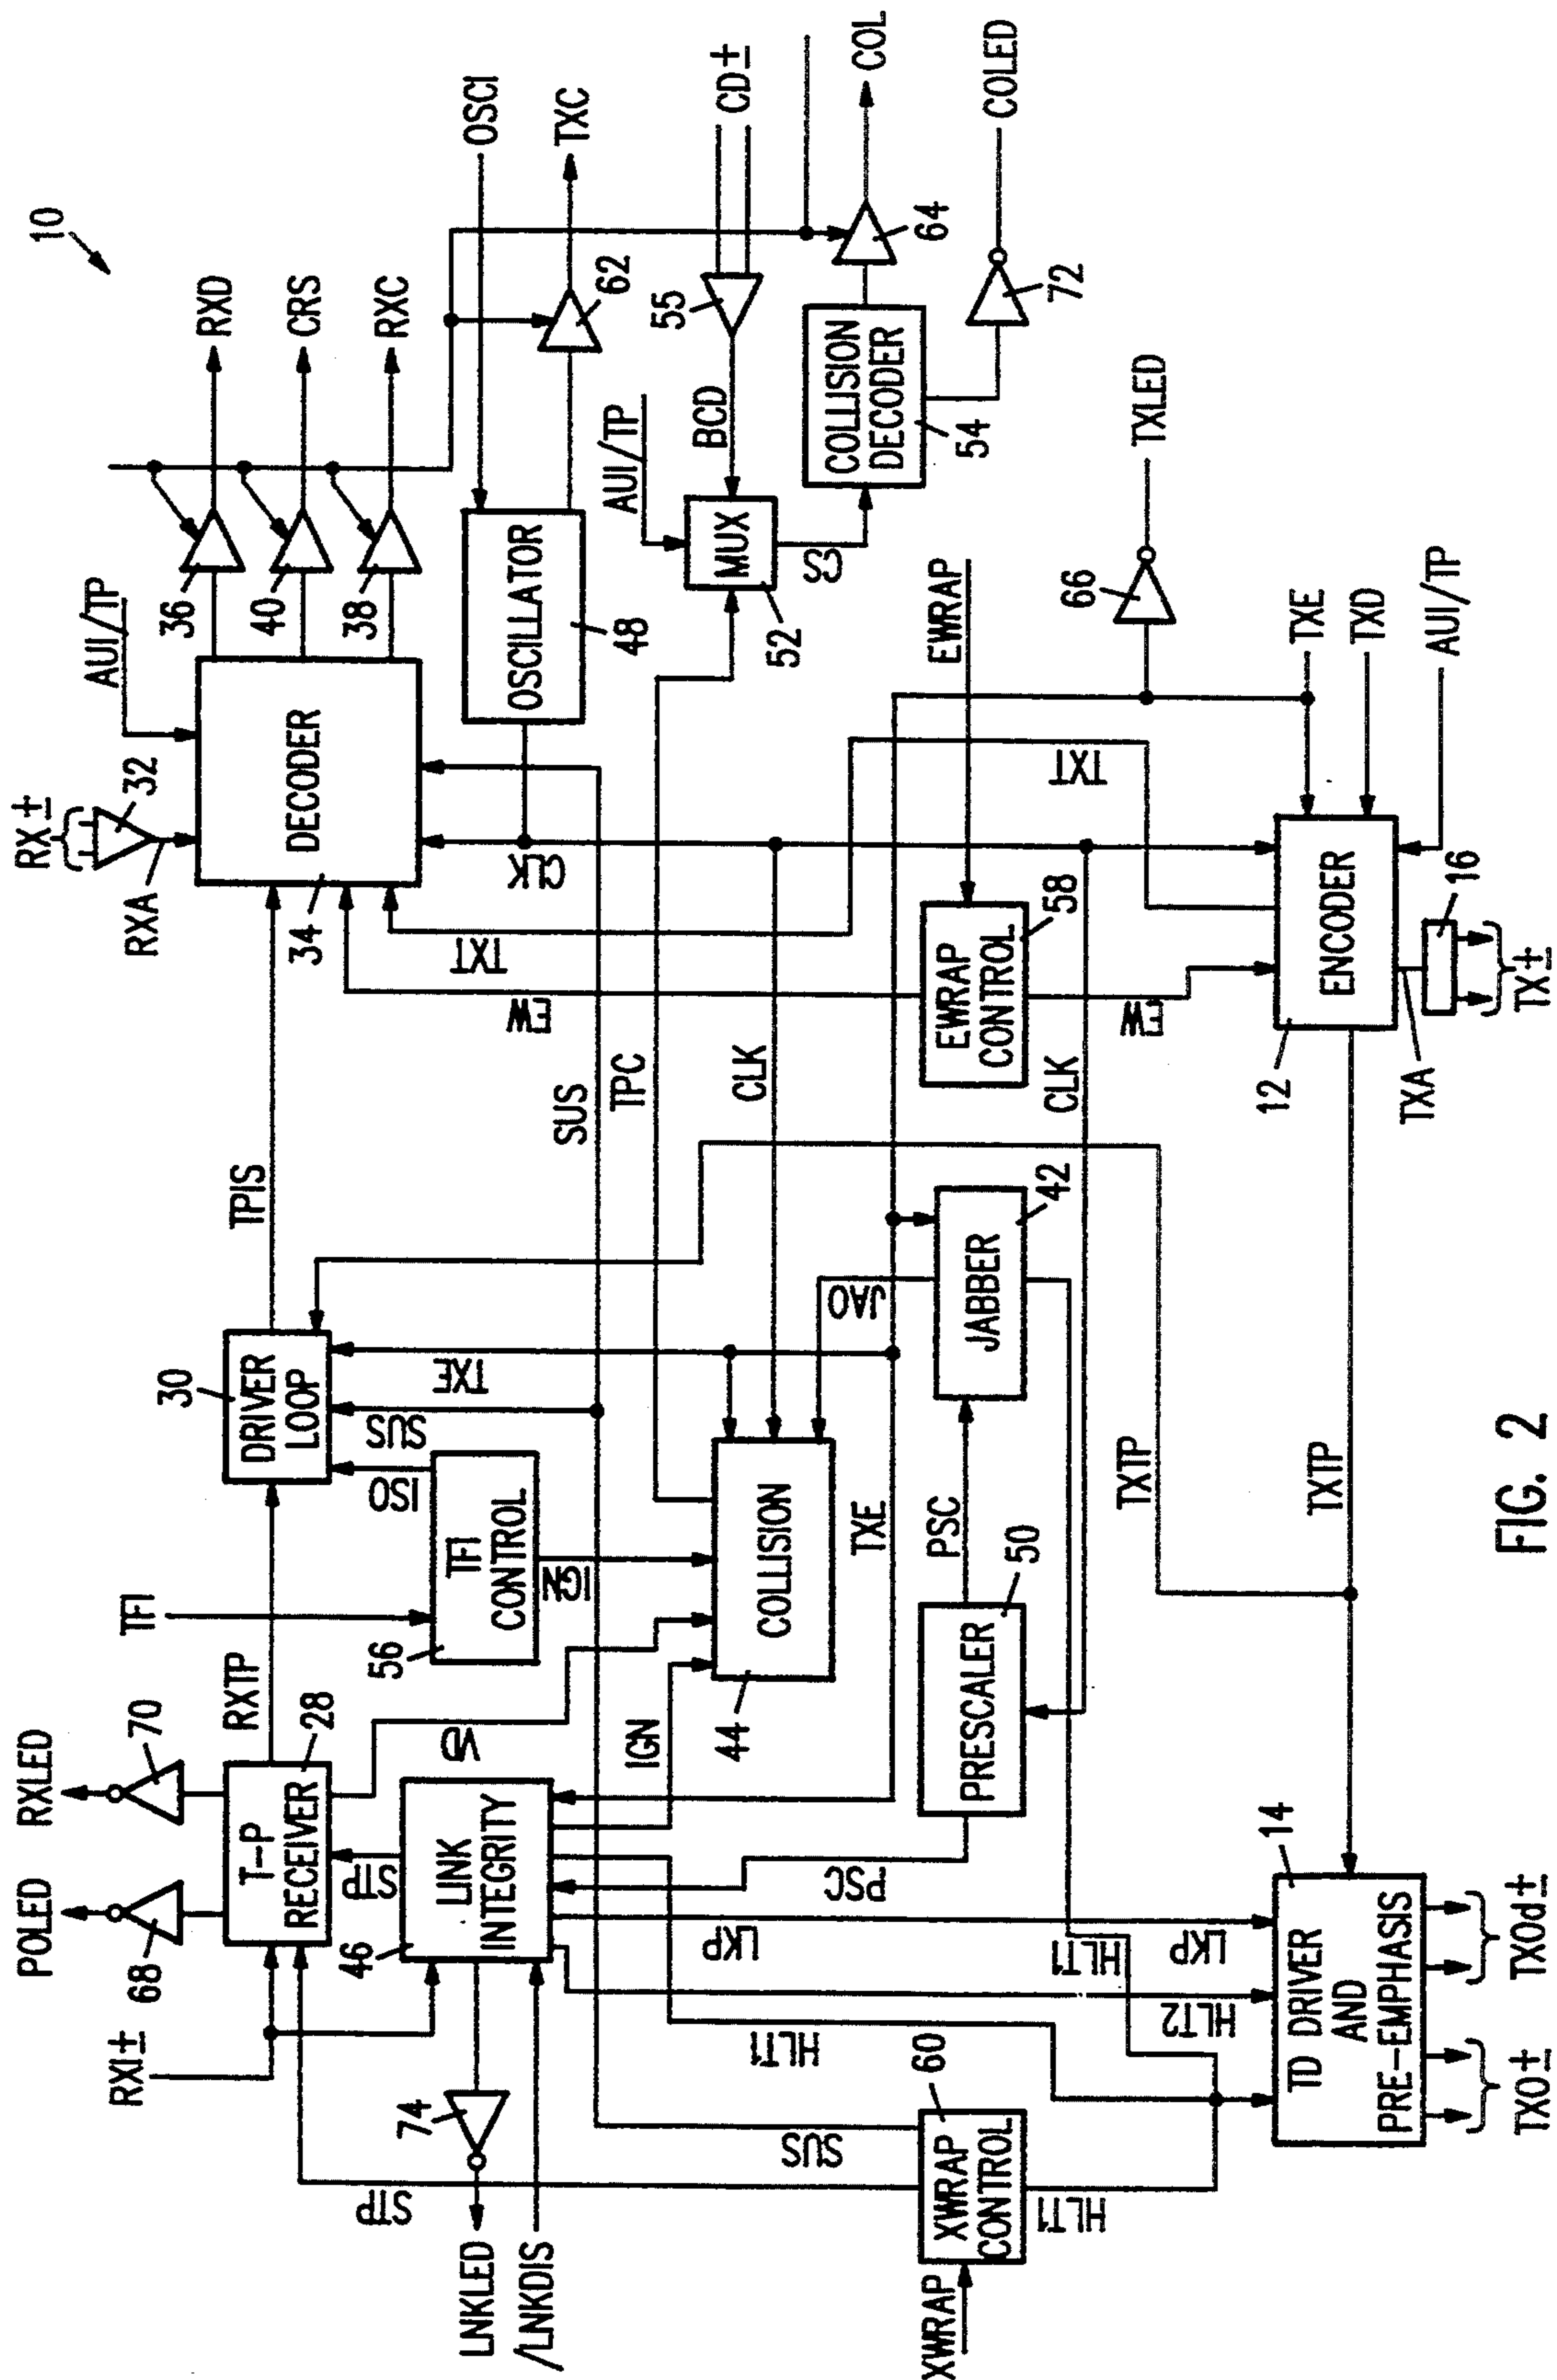 10
RX±
32
RXA
AUI/TP
DECODER
34
36
40
38
RXD
CRS
RXC
OSCI
OSCILLATOR
48
62
TXC
CLK
TPIS
EW
TXT
SUS
TPC
CLK
AUI/TP
MUX
52
BCD
55
CD±
CS
COLLISION
DECODER
54
64
COL
72
COLED
POLED
68
RXLED
70
RXI±
T-P
RECEIVER
28
RXTP
TFI
DRIVER
LOOP
30
ISO
SUS
TXE
TFI
CONTROL
56
IGN
VD
STP
LINK
INTEGRITY
46
IGN
COLLISION
44
JAO
74
LNKLED
/LNKDIS
STP
SUS
XWRAP
XWRAP
CONTROL
60
HLT1
HLT1
HLT1
HLT2
LKP
LKP
PSC
PRESCALER
50
PSC
JABBER
42
TXE
EWRAP
EWRAP
CONTROL
58
EW
CLK
TXT
66
TXLED
TXE
TXD
AUI/TP
ENCODER
12
TXA
16
TX±
TXTP
TXTP
TD DRIVER
AND
PRE-EMPHASIS
14
TXO±
TXOd±
FIG. 2